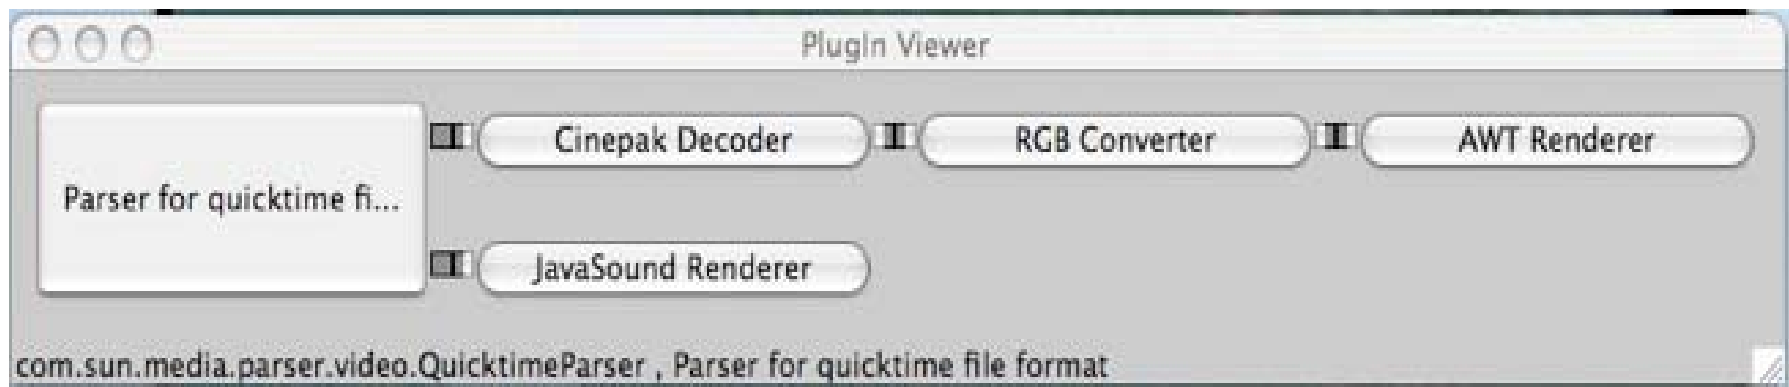 PlugIn Viewer
Cinepak Decoder
RGB Converter
AWT Renderer
Parser for quicktime fi...
JavaSound Renderer
com.sun.media.parser.video.QuicktimeParser , Parser for quicktime file format